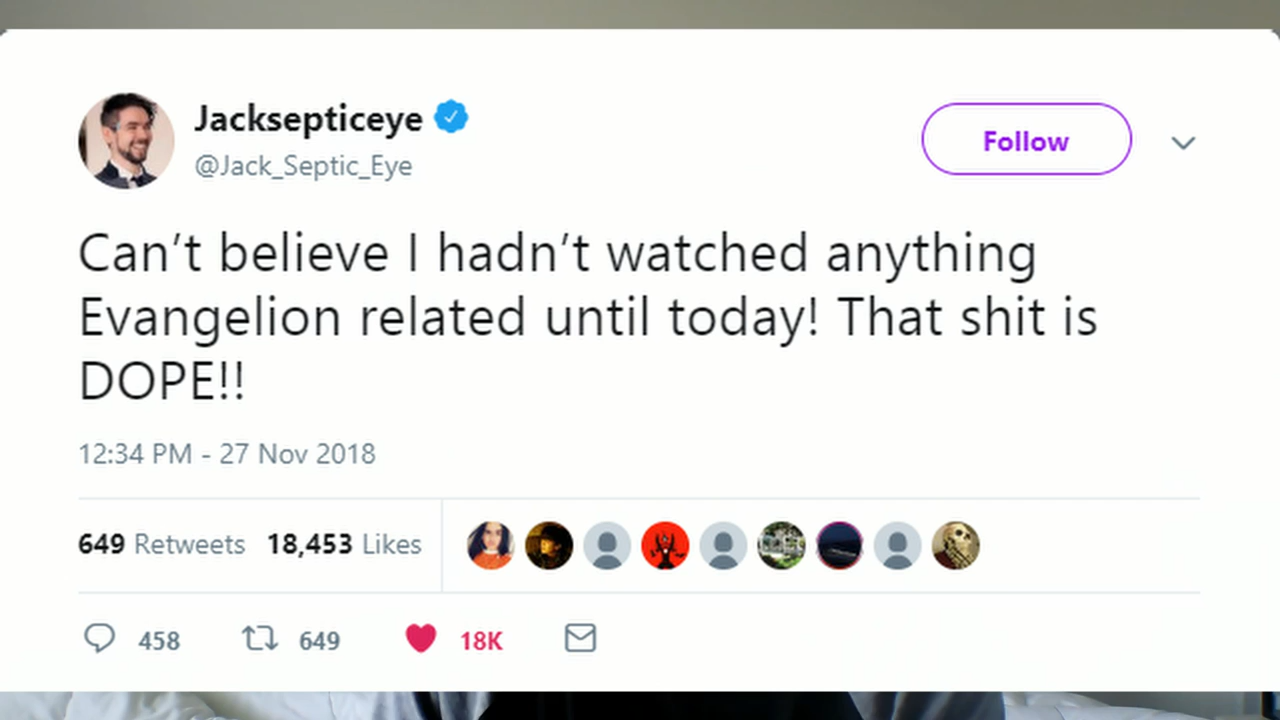 Jacksepticeye
@Jack_Septic_Eye
Follow
Can’t believe I hadn’t watched anything
Evangelion related until today! That shit is
DOPE!!
12:34 PM - 27 Nov 2018
649 Retweets 18,453 Likes
458 649 18K